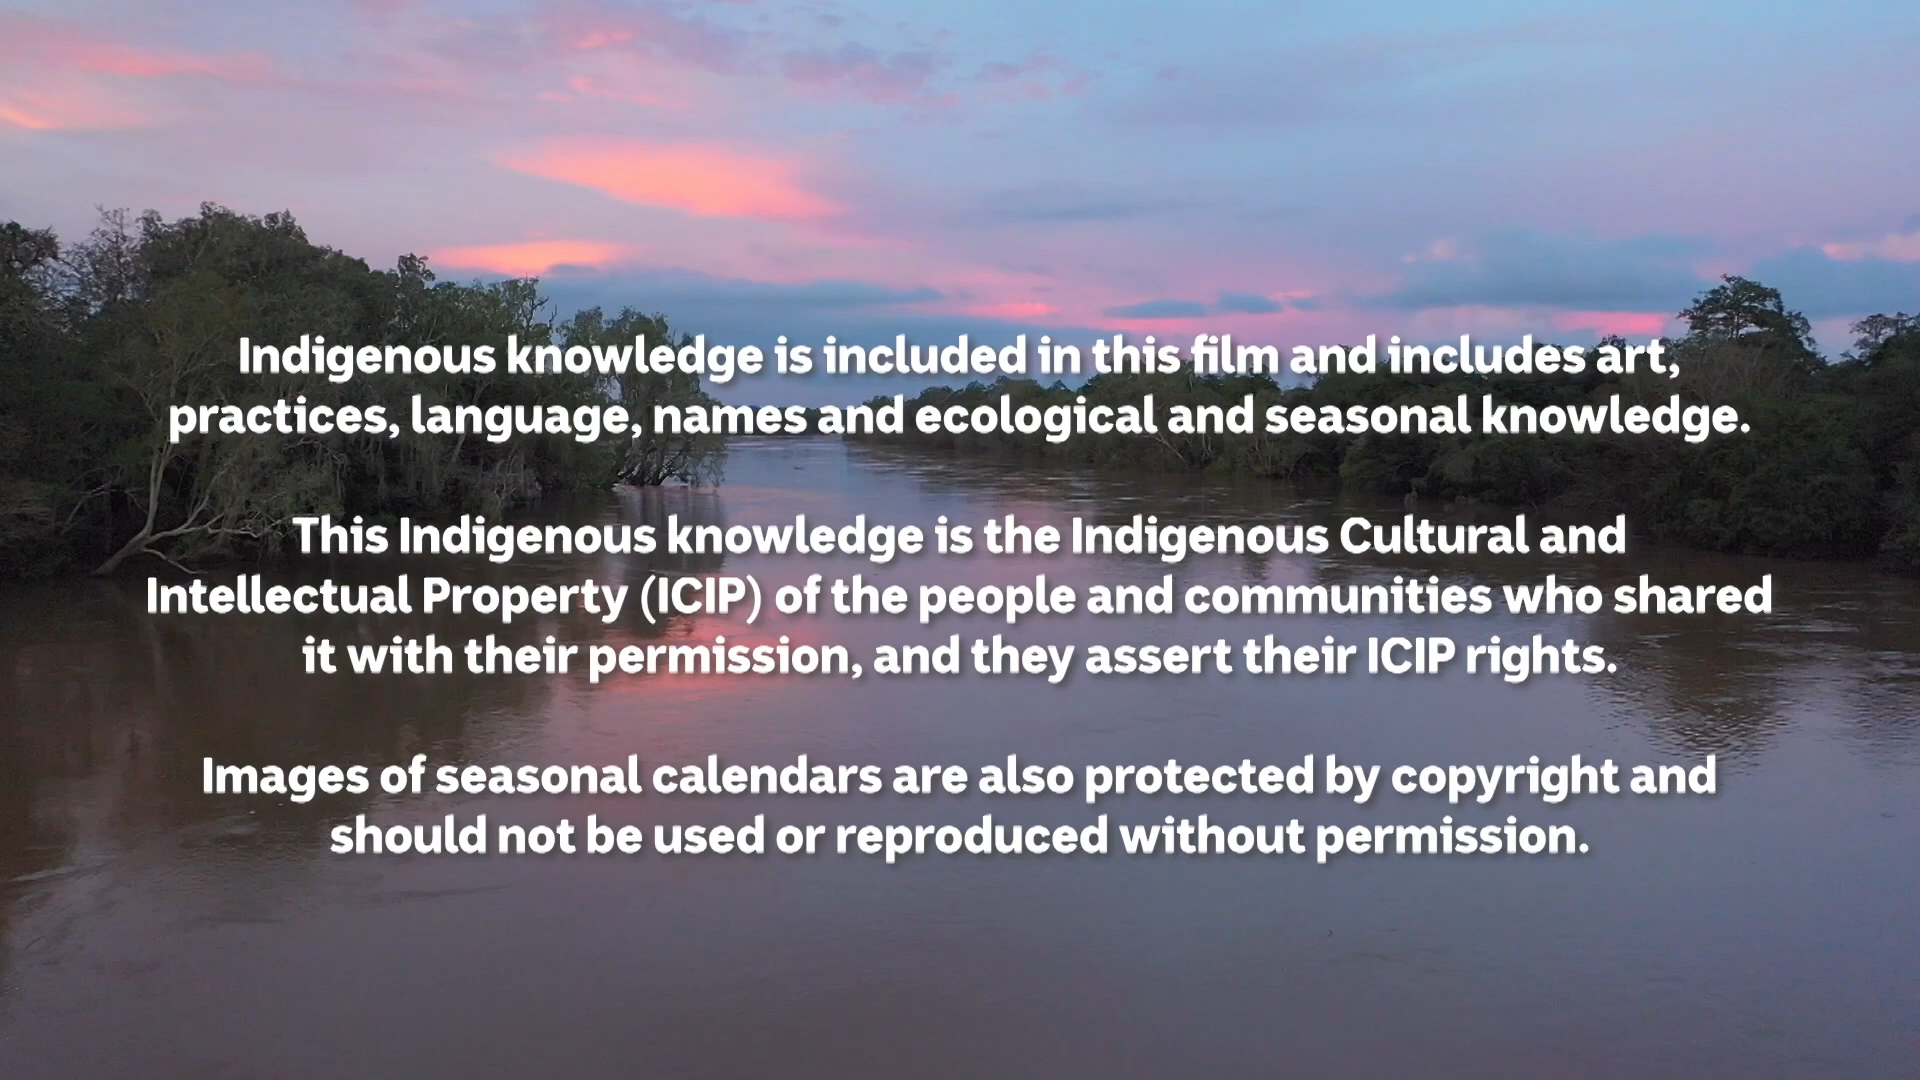 Indigenous knowledge is included in this film and includes art,
practices, language, names and ecological and seasonal knowledge.
This Indigenous knowledge is the Indigenous Cultural and
Intellectual Property (ICIP) of the people and communities who shared
it with their permission, and they assert their ICIP rights.
Images of seasonal calendars are also protected by copyright and
should not be used or reproduced without permission.